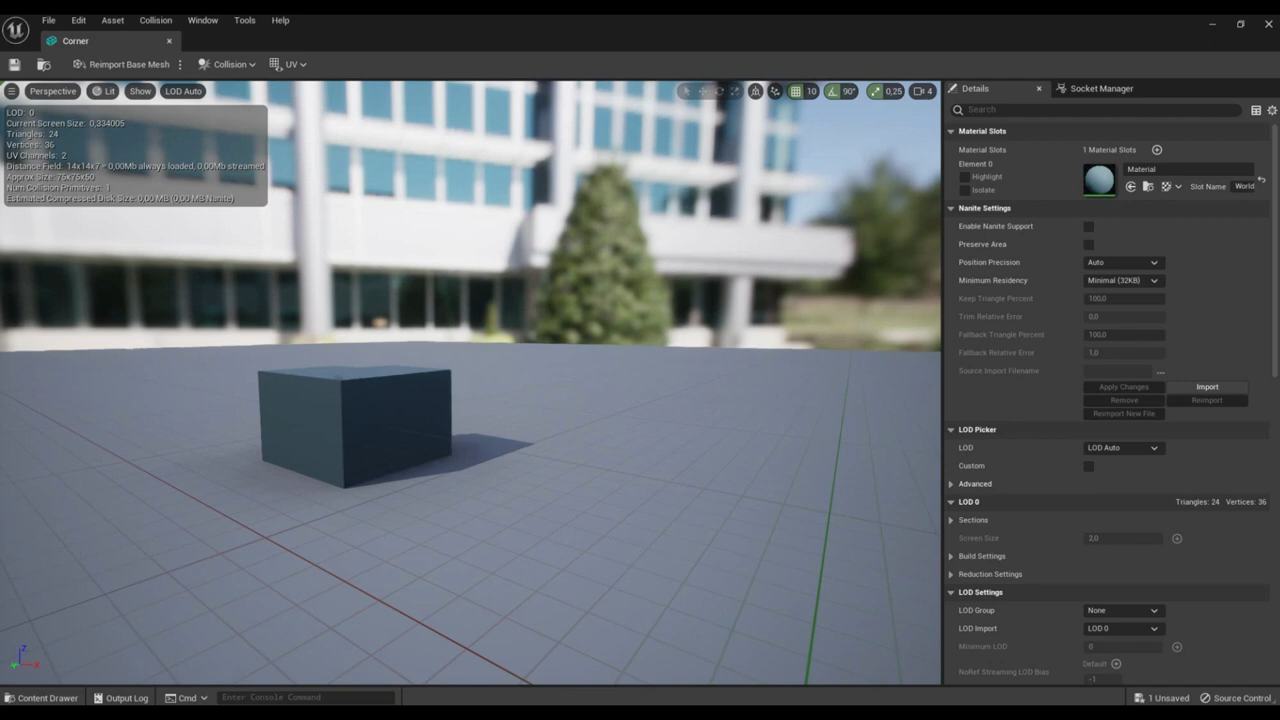 File Edit Asset Collision Window Tools Help
Corner
Reimport Base Mesh Collision UV
Perspective Lit Show LOD Auto 10 90° 0,25 4
LOD: 0
Current Screen Size: 0,334005
Triangles: 24
Vertices: 36
UV Channels: 2
Distance Field: 14x14x7 = 0,00Mb always loaded, 0,00Mb streamed
Approx Size: 75x75x50
Num Collision Primitives: 1
Estimated Compressed Disk Size: 0,00 MB (0,00 MB Nanite)
Z
X
Details Socket Manager
Search
Material Slots
Material Slots 1 Material Slots
Element 0
Highlight
Isolate
Material
Slot Name World
Nanite Settings
Enable Nanite Support
Preserve Area
Position Precision Auto
Minimum Residency Minimal (32KB)
Keep Triangle Percent 100,0
Trim Relative Error 0,0
Fallback Triangle Percent 100,0
Fallback Relative Error 1,0
Source Import Filename ...
Apply Changes Import
Remove Reimport
Reimport New File
LOD Picker
LOD LOD Auto
Custom
Advanced
LOD 0 Triangles: 24 Vertices: 36
Sections
Screen Size 2,0
Build Settings
Reduction Settings
LOD Settings
LOD Group None
LOD Import LOD 0
Minimum LOD 0
Default
NoRef Streaming LOD Bias -1
Content Drawer Output Log Cmd Enter Console Command 1 Unsaved Source Control